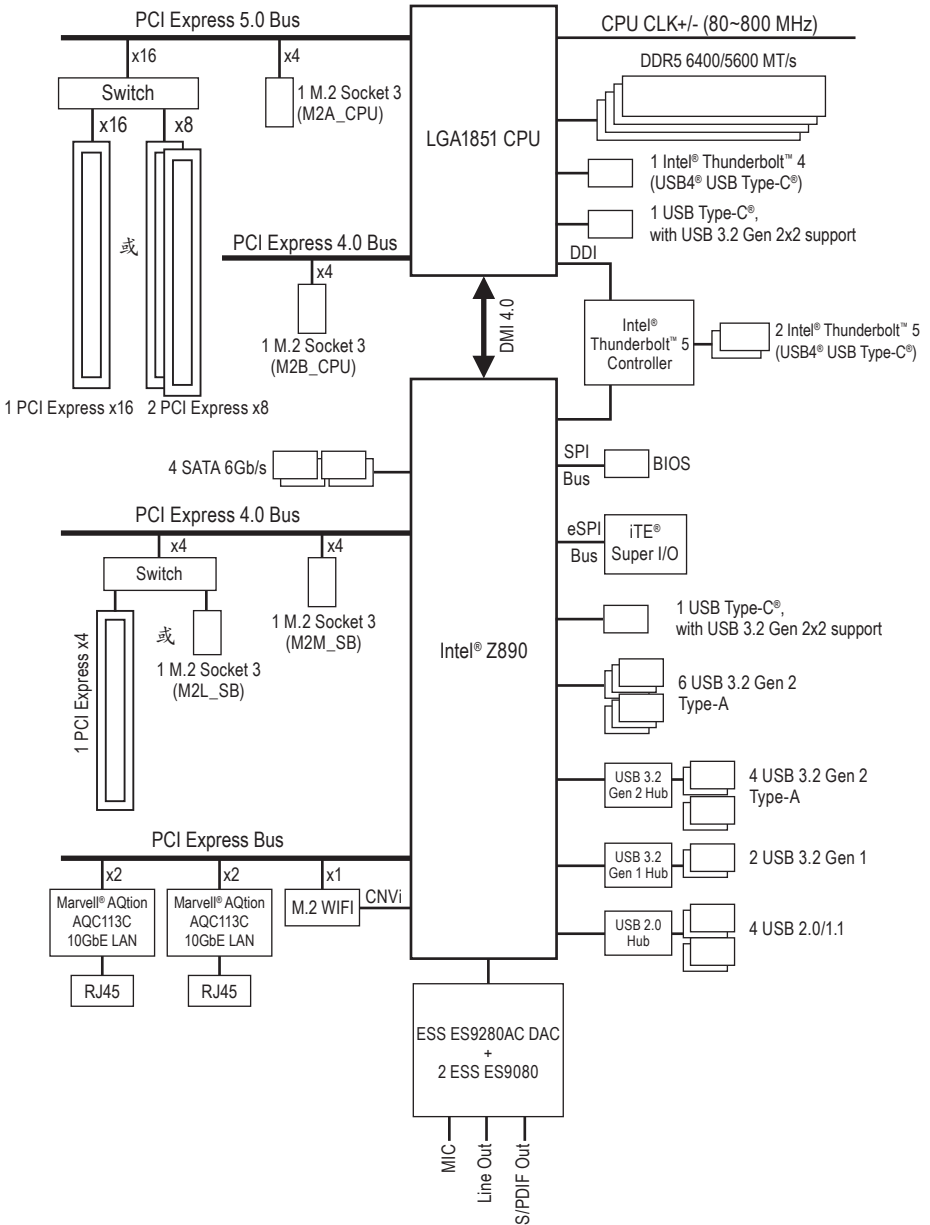 PCI Express 5.0 Bus
CPU CLK+/- (80~800 MHz)
x16
x4
DDR5 6400/5600 MT/s
Switch
1 M.2 Socket 3
(M2A_CPU)
x16
x8
LGA1851 CPU
1 Intel® Thunderbolt™ 4
(USB4® USB Type-C®)
1 USB Type-C®,
with USB 3.2 Gen 2x2 support
或
PCI Express 4.0 Bus
DDI
x4
DMI 4.0
1 M.2 Socket 3
(M2B_CPU)
Intel®
Thunderbolt™ 5
Controller
2 Intel® Thunderbolt™ 5
(USB4® USB Type-C®)
1 PCI Express x16
2 PCI Express x8
4 SATA 6Gb/s
SPI
Bus
BIOS
PCI Express 4.0 Bus
eSPI
Bus
iTE®
Super I/O
x4
x4
Switch
1 PCI Express x4
或
1 M.2 Socket 3
(M2L_SB)
1 M.2 Socket 3
(M2M_SB)
Intel® Z890
1 USB Type-C®,
with USB 3.2 Gen 2x2 support
6 USB 3.2 Gen 2
Type-A
USB 3.2
Gen 2 Hub
4 USB 3.2 Gen 2
Type-A
PCI Express Bus
USB 3.2
Gen 1 Hub
2 USB 3.2 Gen 1
x2
x2
x1
Marvell® AQtion
AQC113C
10GbE LAN
Marvell® AQtion
AQC113C
10GbE LAN
M.2 WIFI
CNVi
USB 2.0
Hub
4 USB 2.0/1.1
RJ45
RJ45
ESS ES9280AC DAC
+
2 ESS ES9080
MIC
Line Out
S/PDIF Out